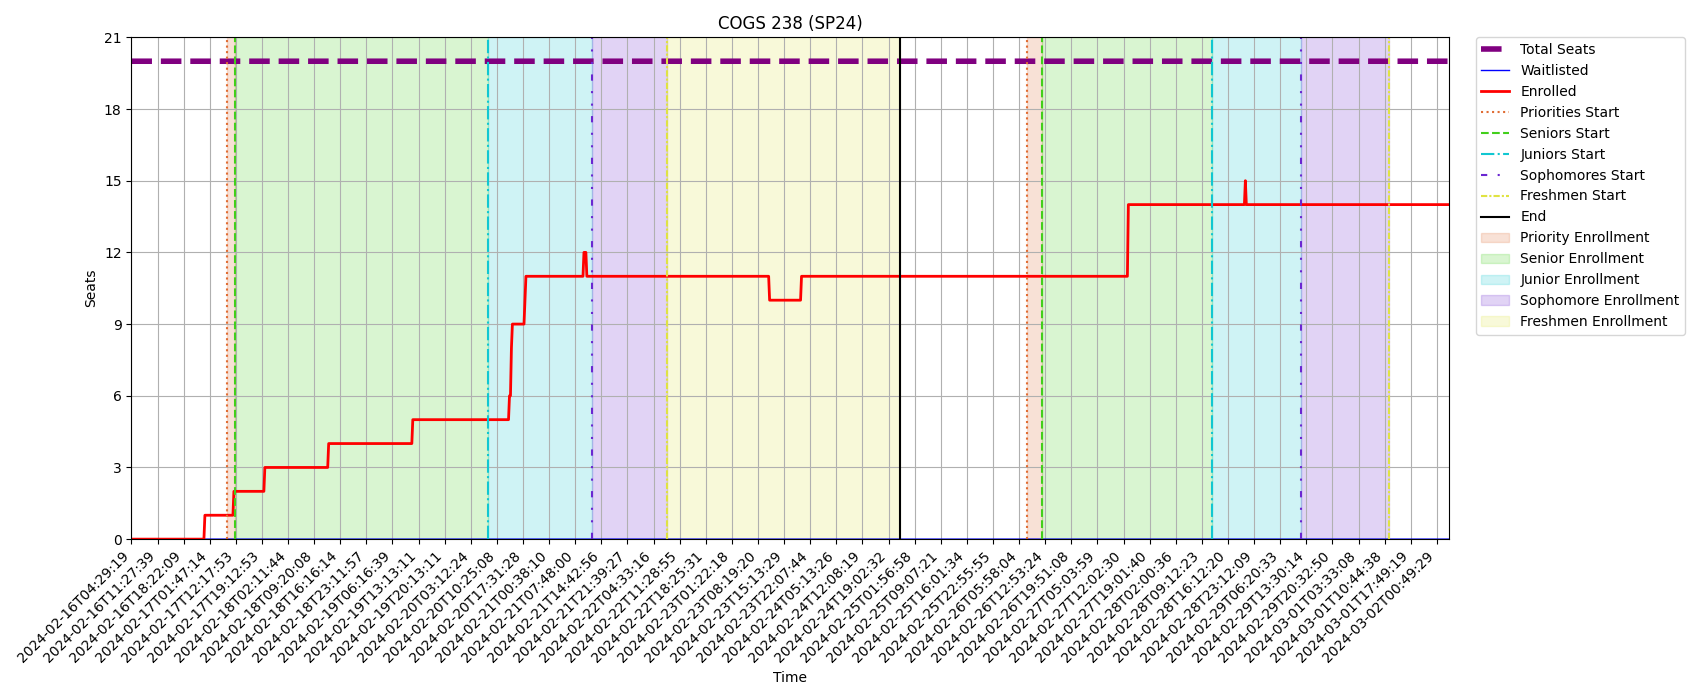 COGS 238 (SP24)
21
18
15
12
9
6
3
0
Seats
2024-02-16T04:29:19
2024-02-16T11:27:39
2024-02-16T18:22:09
2024-02-17T01:47:14
2024-02-17T12:17:53
2024-02-17T19:12:53
2024-02-18T02:11:44
2024-02-18T09:20:08
2024-02-18T16:16:14
2024-02-18T23:11:57
2024-02-19T06:16:39
2024-02-19T13:13:11
2024-02-19T20:13:11
2024-02-20T03:12:24
2024-02-20T10:25:08
2024-02-20T17:31:28
2024-02-21T00:38:10
2024-02-21T07:48:00
2024-02-21T14:42:56
2024-02-21T21:39:27
2024-02-22T04:33:16
2024-02-22T11:28:55
2024-02-22T18:25:31
2024-02-23T01:22:18
2024-02-23T08:19:20
2024-02-23T15:13:29
2024-02-23T22:07:44
2024-02-24T05:13:26
2024-02-24T12:08:19
2024-02-24T19:02:32
2024-02-25T01:56:58
2024-02-25T09:07:21
2024-02-25T16:01:34
2024-02-25T22:55:55
2024-02-26T05:58:04
2024-02-26T12:53:24
2024-02-26T19:51:08
2024-02-27T05:03:59
2024-02-27T12:02:30
2024-02-27T19:01:40
2024-02-28T02:00:36
2024-02-28T09:12:23
2024-02-28T16:12:20
2024-02-28T23:12:09
2024-02-29T06:20:33
2024-02-29T13:30:14
2024-02-29T20:32:50
2024-03-01T03:33:08
2024-03-01T10:44:38
2024-03-01T17:49:19
2024-03-02T00:49:29
Time
Total Seats
Waitlisted
Enrolled
Priorities Start
Seniors Start
Juniors Start
Sophomores Start
Freshmen Start
End
Priority Enrollment
Senior Enrollment
Junior Enrollment
Sophomore Enrollment
Freshmen Enrollment